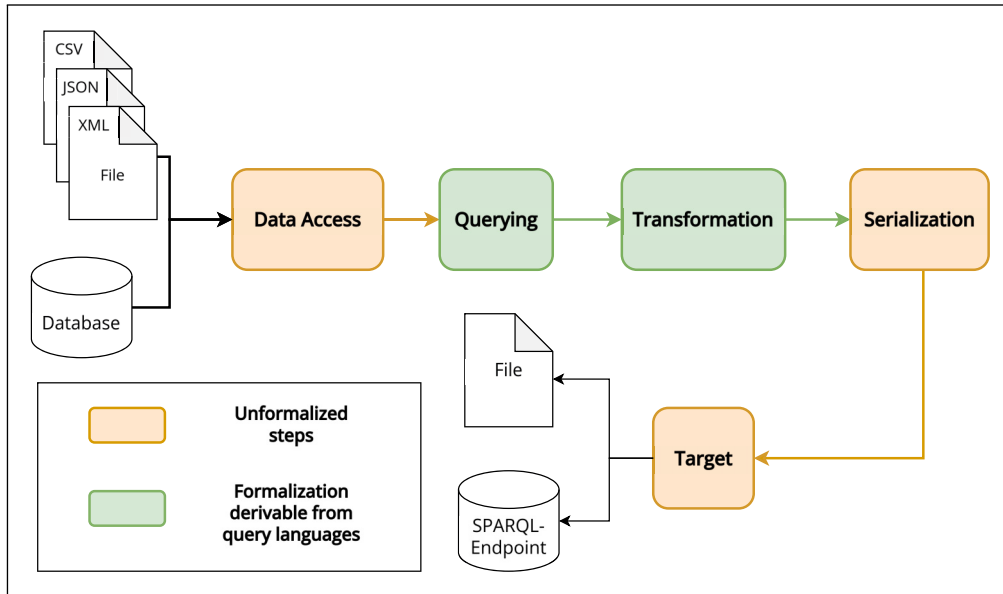 CSV
JSON
XML
File
Database
Data Access
Querying
Transformation
Serialization
Target
File
SPARQL-
Endpoint
Unformalized
steps
Formalization
derivable from
query languages